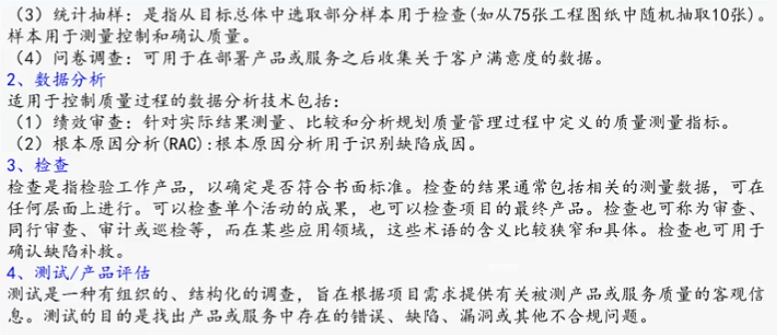 （3）统计抽样：是指从目标总体中选取部分样本用于检查(如从75张工程图纸中随机抽取10张)。
样本用于测量控制和确认质量。
（4）问卷调查：可用于在部署产品或服务之后收集关于客户满意度的数据。
2、数据分析
适用于控制质量过程的数据分析技术包括：
（1）绩效审查：针对实际结果测量、比较和分析规划质量管理过程中定义的质量测量指标。
（2）根本原因分析(RAC):根本原因分析用于识别缺陷成因。
3、检查
检查是指检验工作产品，以确定是否符合书面标准。检查的结果通常包括相关的测量数据，可在
任何层面上进行。可以检查单个活动的成果，也可以检查项目的最终产品。检查也可称为审查、
同行审查、审计或巡检等，而在某些应用领域，这些术语的含义比较狭窄和具体。检查也可用于
确认缺陷补救。
4、测试/产品评估
测试是一种有组织的、结构化的调查，旨在根据项目需求提供有关被测产品或服务质量的客观信
息。测试的目的是找出产品或服务中存在的错误、缺陷、漏洞或其他不合规问题。